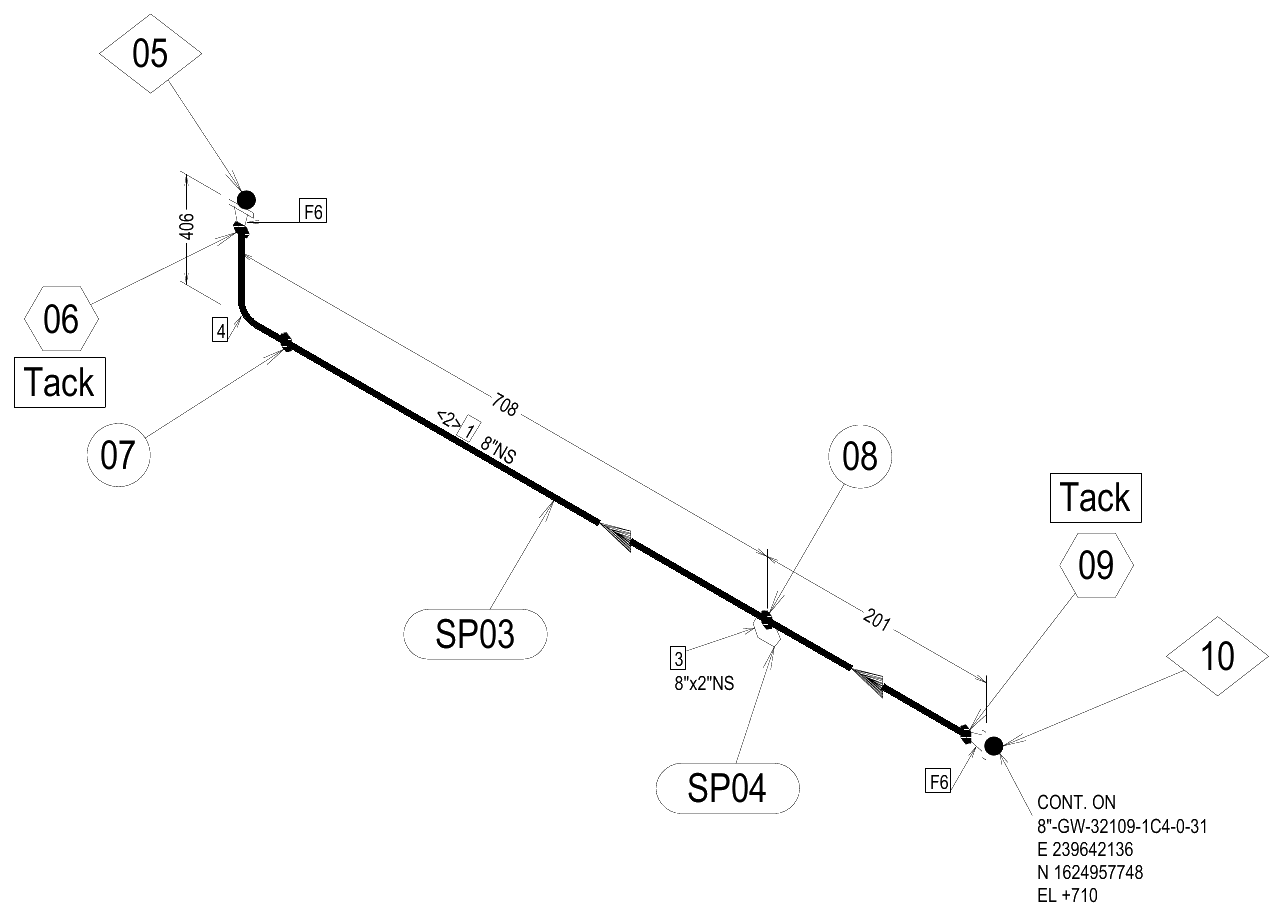 05
F6
406
06
4
Tack
708
<2> 1 8"NS
07
08
Tack
09
201
SP03
3
8"x2"NS
10
SP04
F6
CONT. ON
8"-GW-32109-1C4-0-31
E 239642136
N 1624957748
EL +710